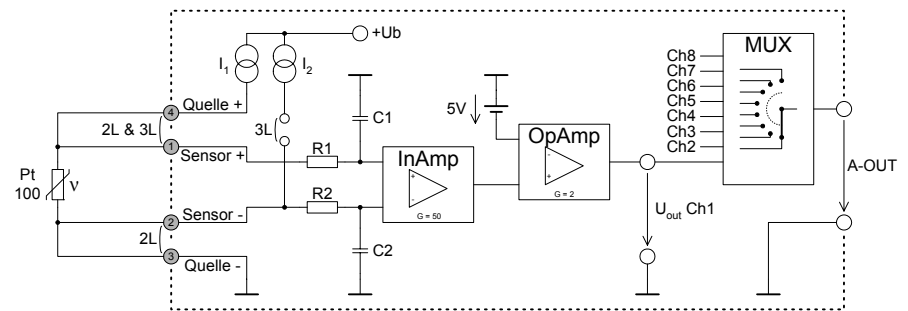 +Ub
MUX
I1
I2
Ch8
Ch7
Ch6
Ch5
Ch4
Ch3
Ch2
4
Quelle +
2L & 3L
3L
C1
5V
OpAmp
-
+
G = 2
1
Sensor +
R1
InAmp
+
-
G = 50
A-OUT
Pt
100
ν
2
Sensor -
R2
Uout Ch1
2L
C2
3
Quelle -